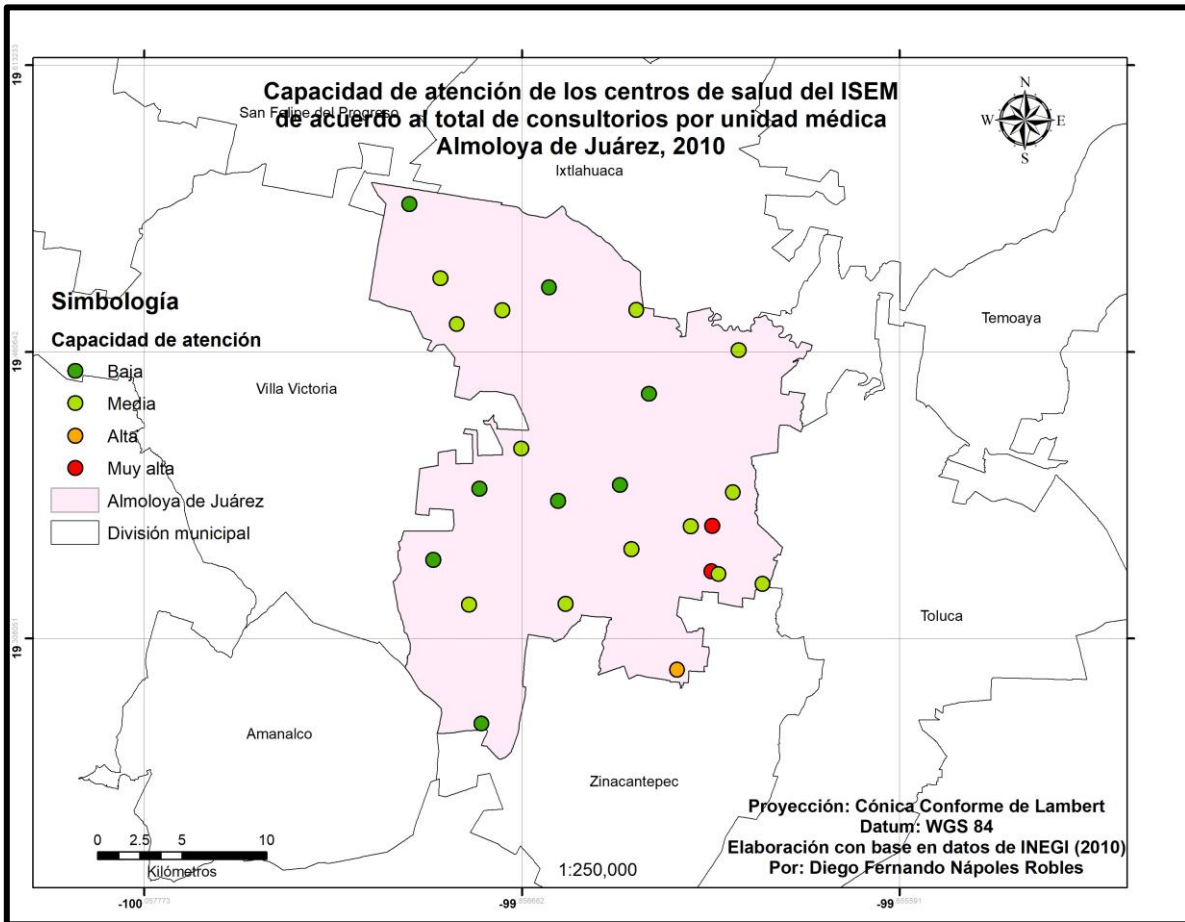 Capacidad de atención de los centros de salud del ISEM
San Felipe del Progreso
de acuerdo al total de consultorios por unidad médica
Almoloya de Juárez, 2010
Ixtlahuaca
N
W E
S
Simbología
Capacidad de atención
Baja
Media
Alta
Muy alta
Almoloya de Juárez
División municipal
Villa Victoria
Temoaya
Toluca
Amanalco
Zinacantepec
Proyección: Cónica Conforme de Lambert
Datum: WGS 84
Elaboración con base en datos de INEGI (2010)
Por: Diego Fernando Nápoles Robles
0 2.5 5 10
Kilómetros
1:250,000
19
19
19
-100 -99 -99